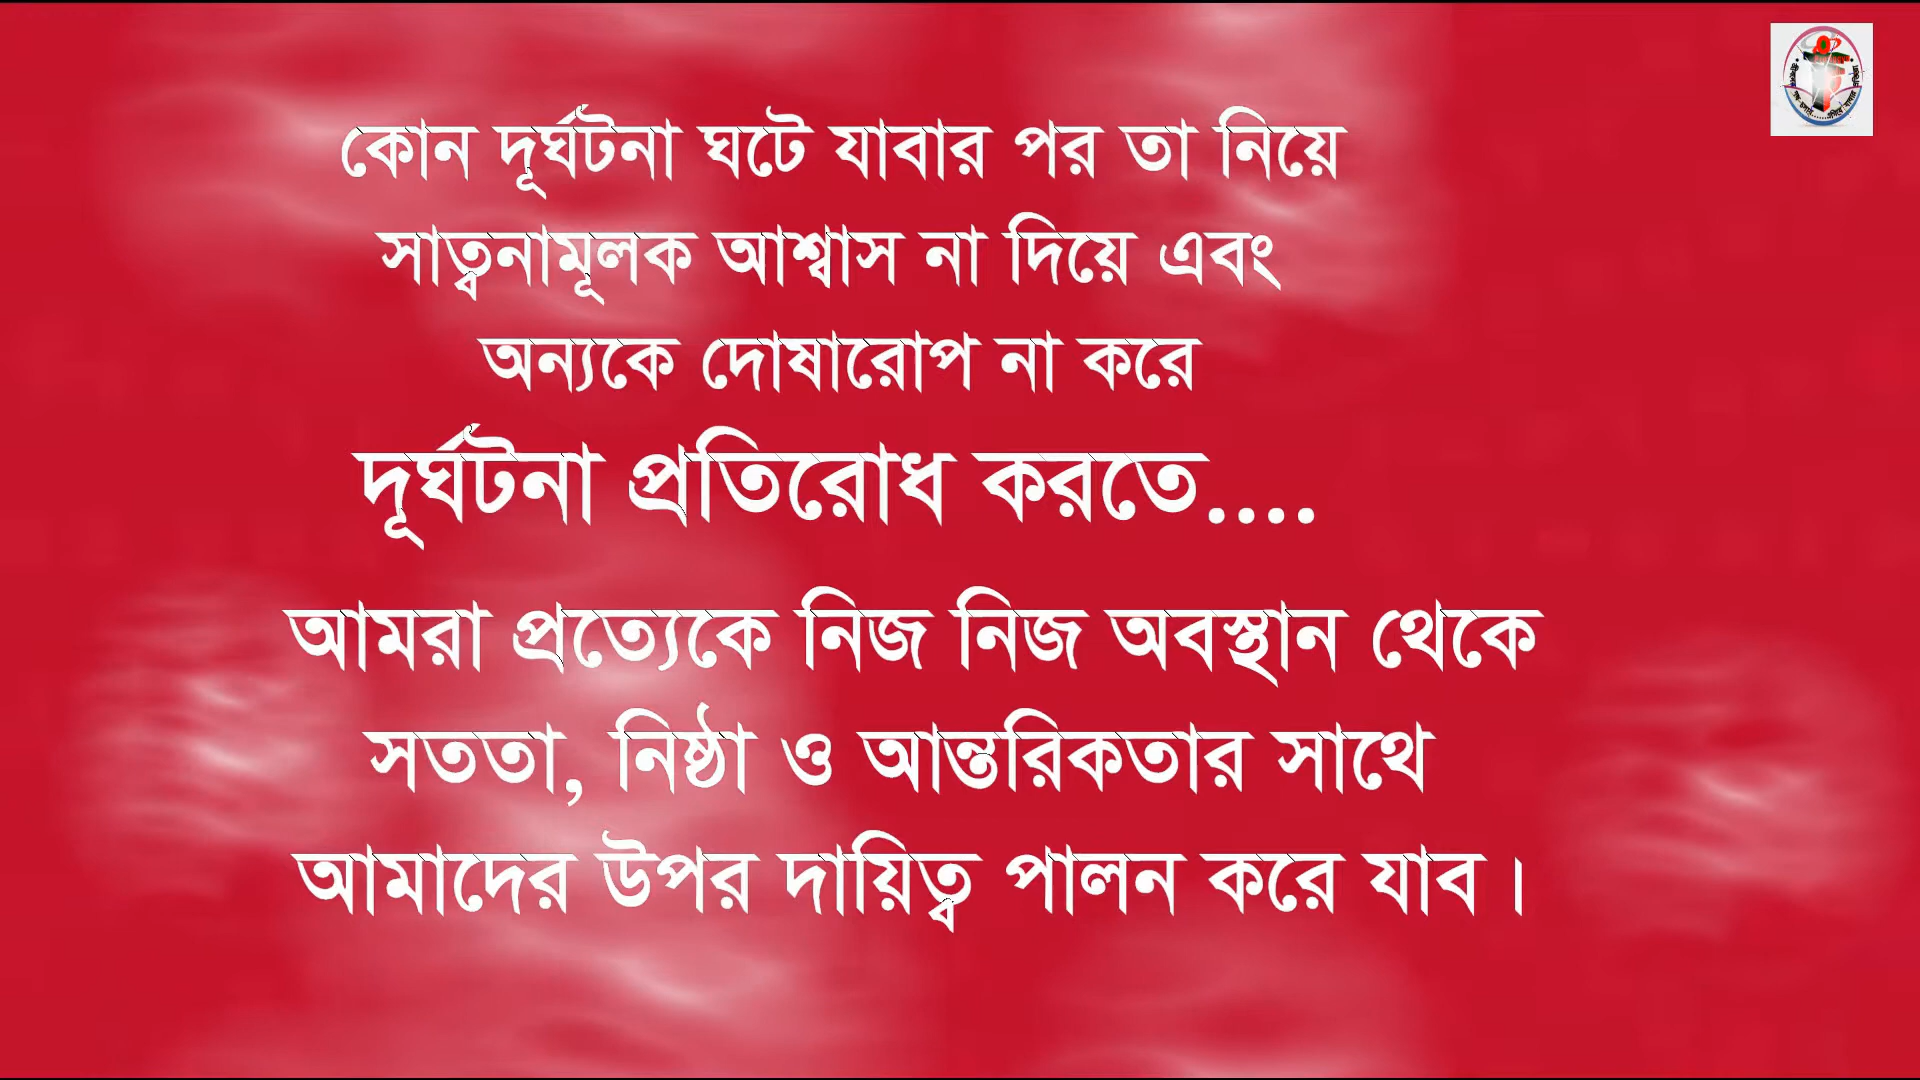 কোন দূর্ঘটনা ঘটে যাবার পর তা নিয়ে
সাত্বনামূলক আশ্বাস না দিয়ে এবং
অন্যকে দোষারোপ না করে
দূর্ঘটনা প্রতিরোধ করতে....
আমরা প্রত্যেকে নিজ নিজ অবস্থান থেকে
সততা, নিষ্ঠা ও আন্তরিকতার সাথে
আমাদের উপর দায়িত্ব পালন করে যাব।